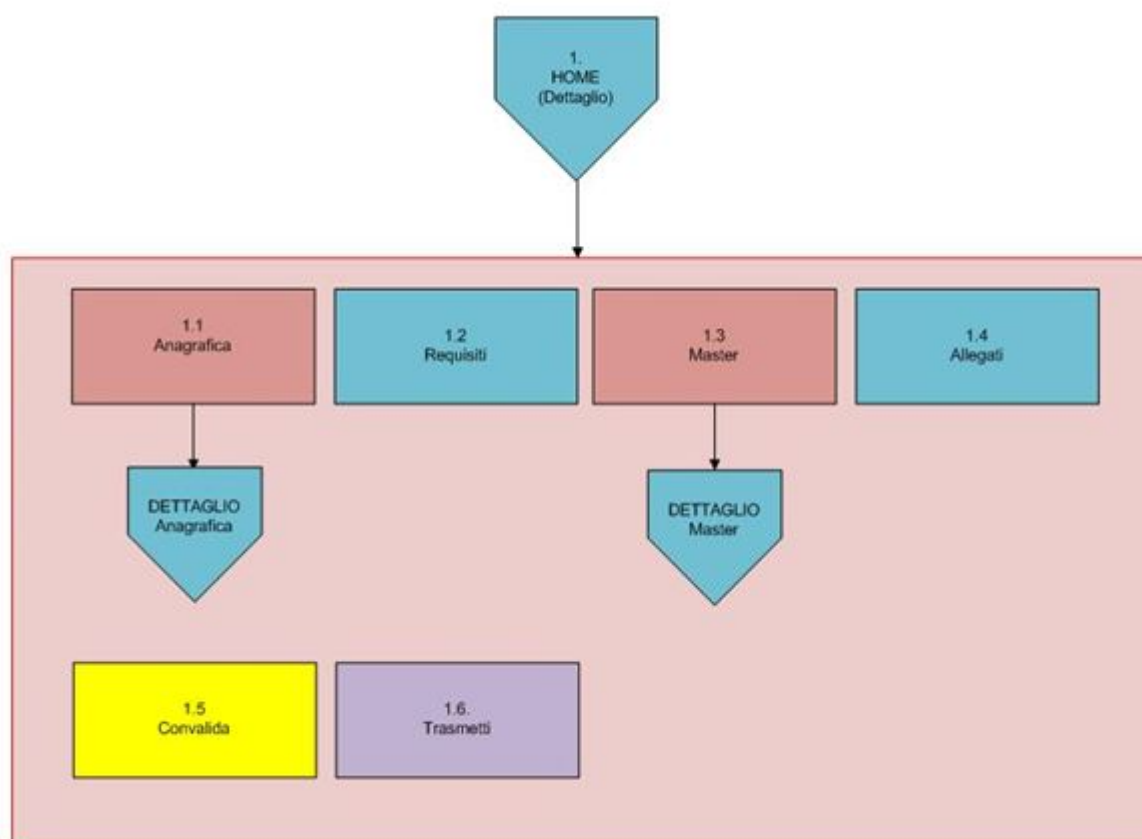 1.
HOME
(Dettaglio)
1.1
Anagrafica
1.2
Requisiti
1.3
Master
1.4
Allegati
DETTAGLIO
Anagrafica
DETTAGLIO
Master
1.5
Convalida
1.6.
Trasmetti